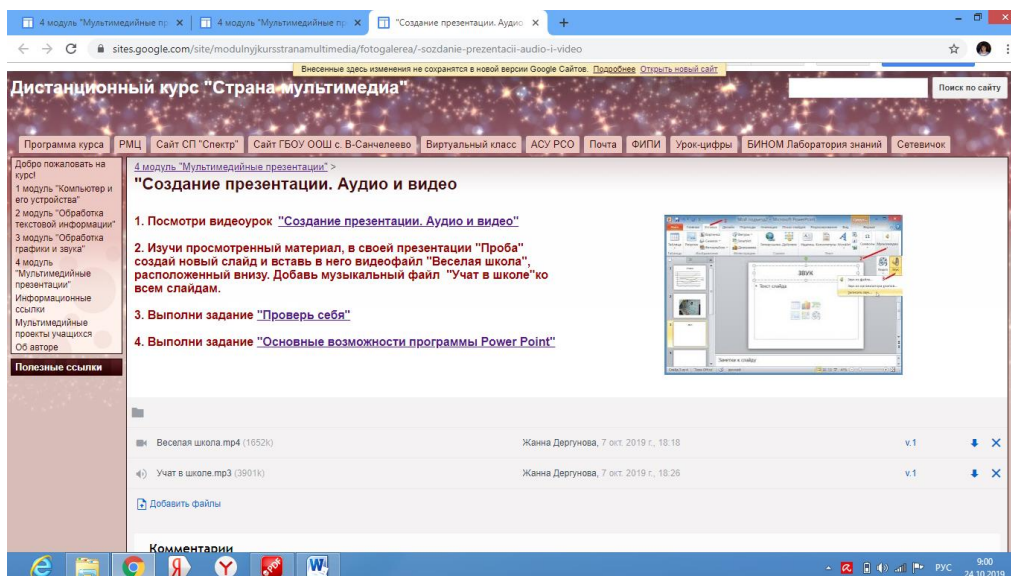 4 модуль "Мультимедийные пр
4 модуль "Мультимедийные пр
"Создание презентации. Аудио
sites.google.com/site/modulnyjkursstranamultimedia/fotogalerea/-sozdanie-prezentacii-audio-i-video
Внесенные здесь изменения не сохранятся в новой версии Google Сайтов. Подробнее Открыть новый сайт
Дистанционный курс "Страна мультимедиа"
Поиск по сайту
Программа курса РМЦ Сайт СП "Спектр" Сайт ГБОУ ООШ с. В-Санчелеево Виртуальный класс АСУ РСО Почта ФИПИ Урок-цифры БИНОМ Лаборатория знаний Сетевичок
Добро пожаловать на
курс!
1 модуль "Компьютер и
его устройства"
2 модуль "Обработка
текстовой информации"
3 модуль "Обработка
графики и звука"
4 модуль
"Мультимедийные
презентации"
Информационные
ссылки
Мультимедийные
проекты учащихся
Об авторе
Полезные ссылки
4 модуль "Мультимедийные презентации" >
"Создание презентации. Аудио и видео
1. Посмотри видеоурок "Создание презентации. Аудио и видео"
2. Изучи просмотренный материал, в своей презентации "Проба"
создай новый слайд и вставь в него видеофайл "Веселая школа",
расположенный внизу. Добавь музыкальный файл "Учат в школе"ко
всем слайдам.
3. Выполни задание "Проверь себя"
4. Выполни задание "Основные возможности программы Power Point"
ЗВУК
Текст слайда
Заметки к слайду
Веселая школа.mp4 (1652k) Жанна Дергунова, 7 окт. 2019 г., 18:18 v.1
Учат в школе.mp3 (3901k) Жанна Дергунова, 7 окт. 2019 г., 18:26 v.1
Добавить файлы
Комментарии
РУС
9:00
24.10.2019